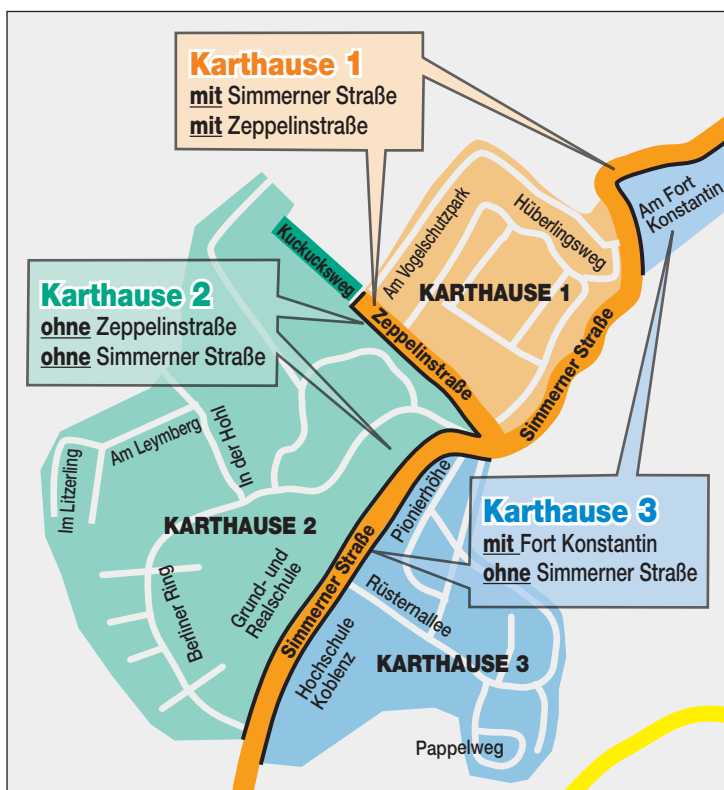 Karthause 1
mit Simmerner Straße
mit Zeppelinstraße
Am Fort
Konstantin
Hüberlingsweg
Am Vogelschutzpark
Kuckucksweg
KARTHAUSE 1
Karthause 2
ohne Zeppelinstraße
ohne Simmerner Straße
Zeppelinstraße
Simmerner Straße
Am Leymberg
In der Hohl
Im Litzerling
Pionierhöhe
Karthause 3
mit Fort Konstantin
ohne Simmerner Straße
KARTHAUSE 2
Simmerner Straße
Grund- und
Realschule
Berliner Ring
Rüsternallee
Hochschule
Koblenz
KARTHAUSE 3
Pappelweg